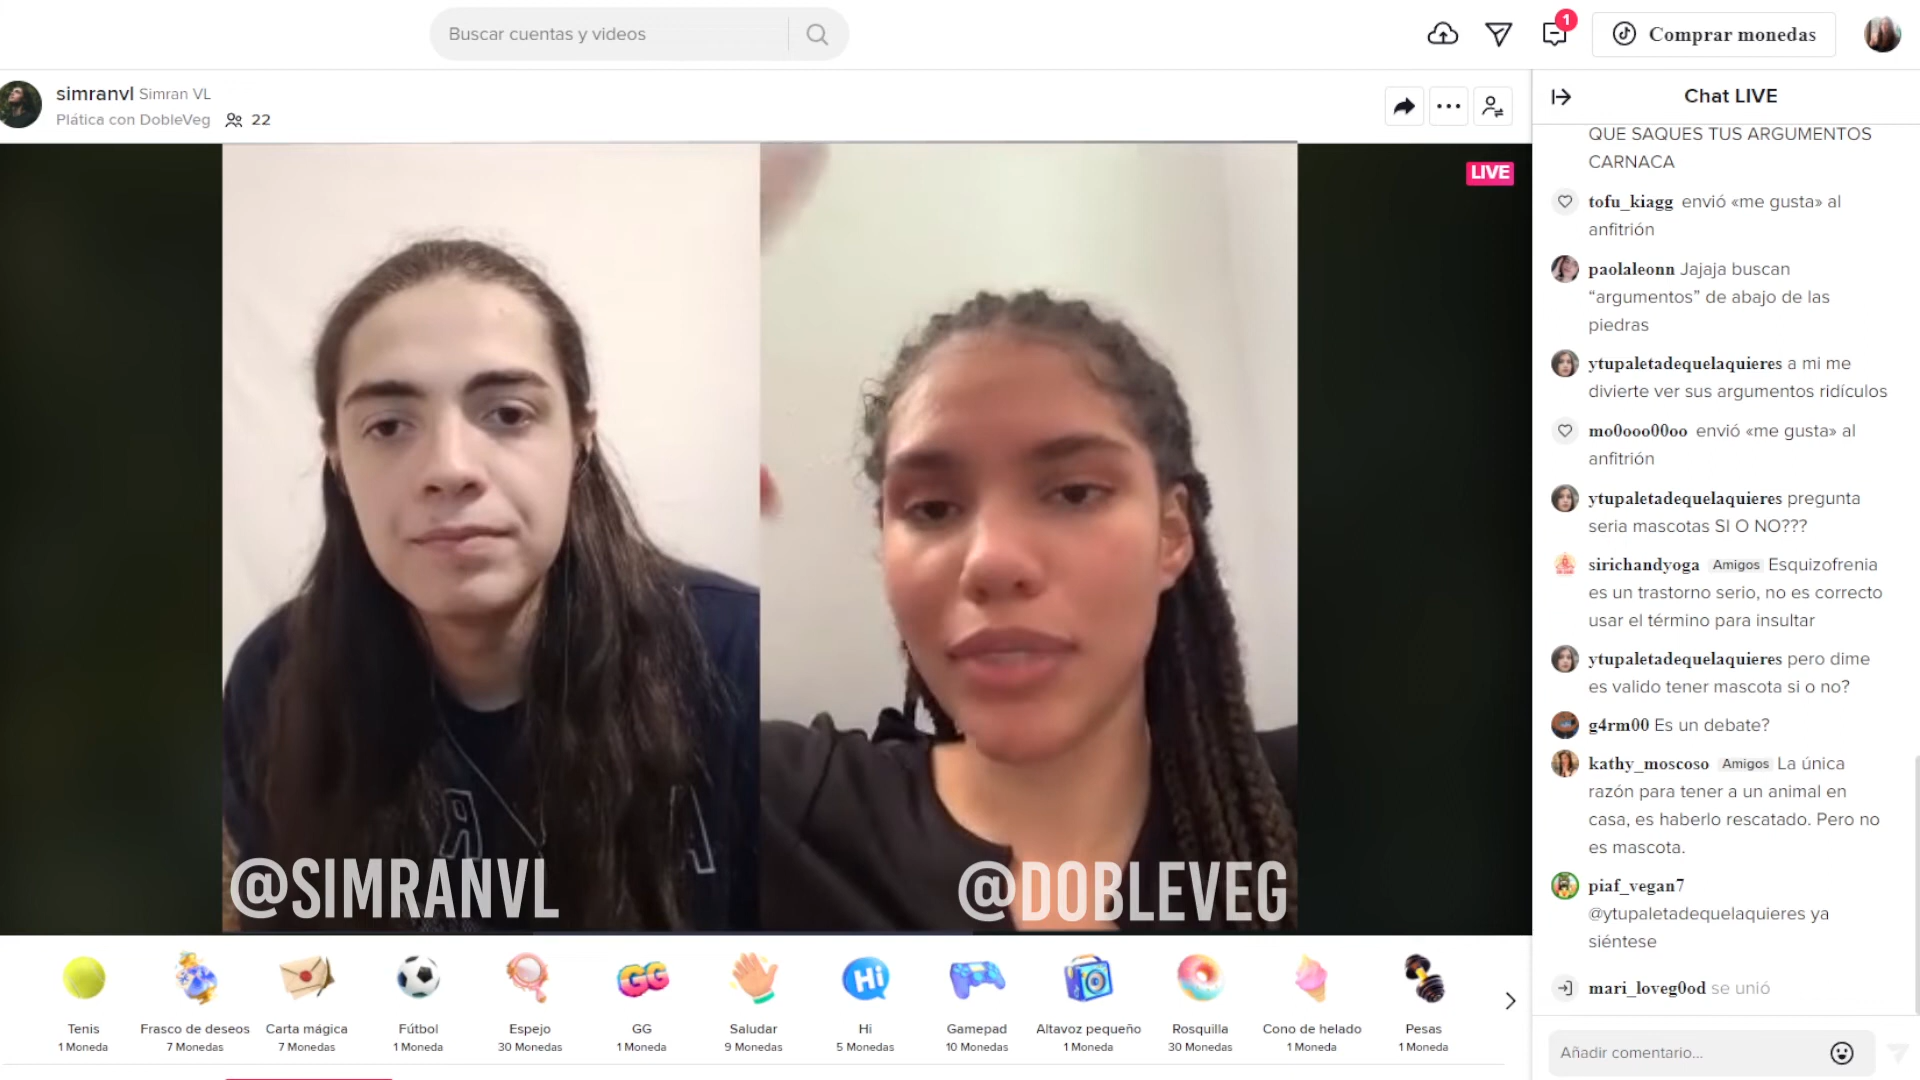 Buscar cuentas y videos
1
Comprar monedas
simranvl Simran VL
Plática con DobleVeg 22
LIVE
@SIMRANVL
@DOBLEVEG
Chat LIVE
QUE SAQUES TUS ARGUMENTOS
CARNACA
tofu_kiagg envió «me gusta» al
anfitrión
paolaleonn Jajaja buscan
“argumentos” de abajo de las
piedras
ytupaletadequelaquieres a mi me
divierte ver sus argumentos ridículos
mo0ooo00oo envió «me gusta» al
anfitrión
ytupaletadequelaquieres pregunta
seria mascotas SI O NO???
sirichandyoga Amigos Esquizofrenia
es un trastorno serio, no es correcto
usar el término para insultar
ytupaletadequelaquieres pero dime
es valido tener mascota si o no?
g4rm00 Es un debate?
kathy_moscoso Amigos La única
razón para tener a un animal en
casa, es haberlo rescatado. Pero no
es mascota.
piaf_vegan7
@ytupaletadequelaquieres ya
siéntese
mari_loveg0od se unió
Añadir comentario...
GG
Hi
Tenis
1 Moneda
Frasco de deseos
7 Monedas
Carta mágica
7 Monedas
Fútbol
1 Moneda
Espejo
30 Monedas
GG
1 Moneda
Saludar
9 Monedas
Hi
5 Monedas
Gamepad
10 Monedas
Altavoz pequeño
1 Moneda
Rosquilla
30 Monedas
Cono de helado
1 Moneda
Pesas
1 Moneda